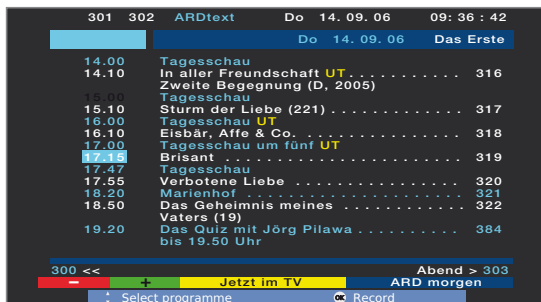 301 302 ARDtext Do 14. 09. 06 09: 36 : 42
Do 14. 09. 06 Das Erste
14.00 Tagesschau
14.10 In aller Freundschaft UT . . . . . . . . . . . 316
Zweite Begegnung (D, 2005)
15.00 Tagesschau
15.10 Sturm der Liebe (221) . . . . . . . . . . . . . 317
16.00 Tagesschau UT
16.10 Eisbär, Affe & Co. . . . . . . . . . . . . . . 318
17.00 Tagesschau um fünf UT
17.15 Brisant . . . . . . . . . . . . . . . . . . . . . . 319
17.47 Tagesschau
17.55 Verbotene Liebe . . . . . . . . . . . . . . . . 320
18.20 Marienhof . . . . . . . . . . . . . . . . . . . . 321
18.50 Das Geheimnis meines . . . . . . . . . . . 322
Vaters (19)
19.20 Das Quiz mit Jörg Pilawa . . . . . . . . . . 384
bis 19.50 Uhr
300 << Abend > 303
− + Jetzt im TV ARD morgen
Select programme OK Record